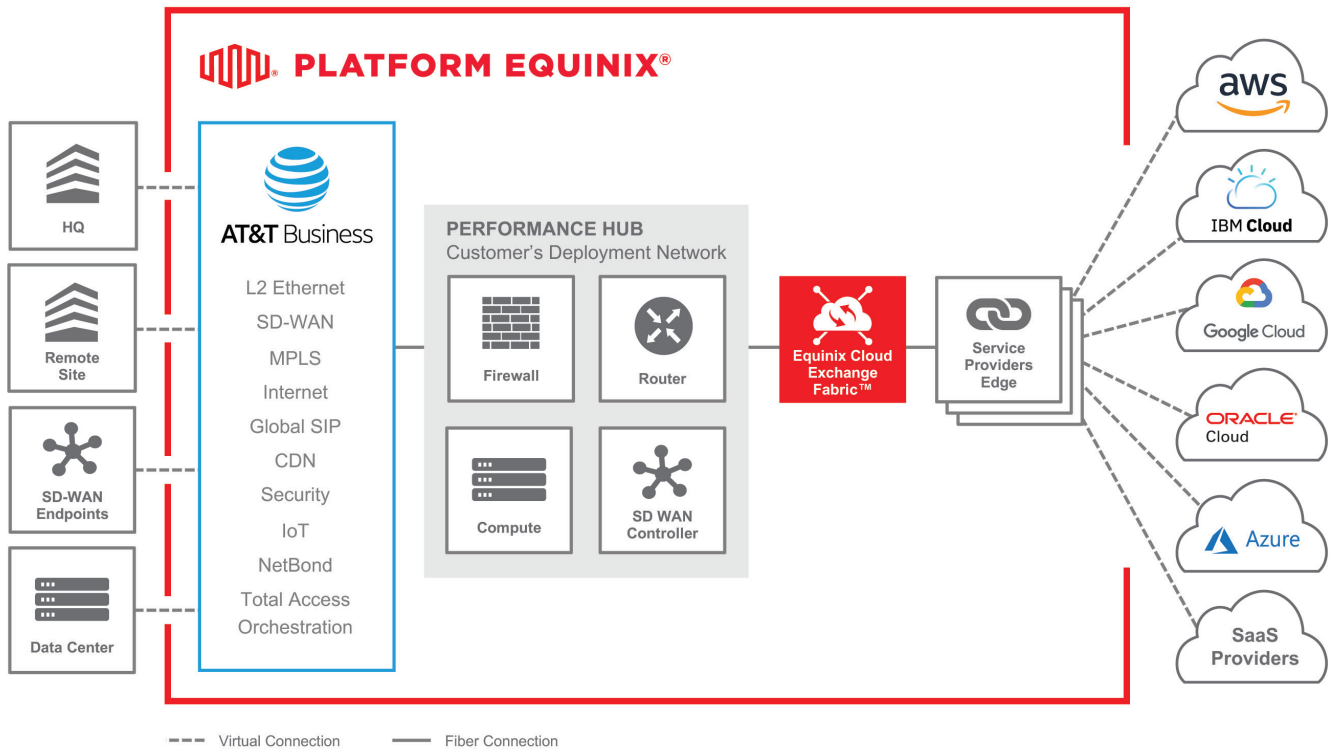 PLATFORM EQUINIX®
HQ
Remote
Site
SD-WAN
Endpoints
Data Center
AT&T Business
L2 Ethernet
SD-WAN
MPLS
Internet
Global SIP
CDN
Security
IoT
NetBond
Total Access
Orchestration
PERFORMANCE HUB
Customer's Deployment Network
Firewall
Router
Compute
SD WAN
Controller
Equinix Cloud
Exchange
Fabric™
Service
Providers
Edge
aws
IBM Cloud
Google Cloud
ORACLE®
Cloud
Azure
SaaS
Providers
Virtual Connection
Fiber Connection